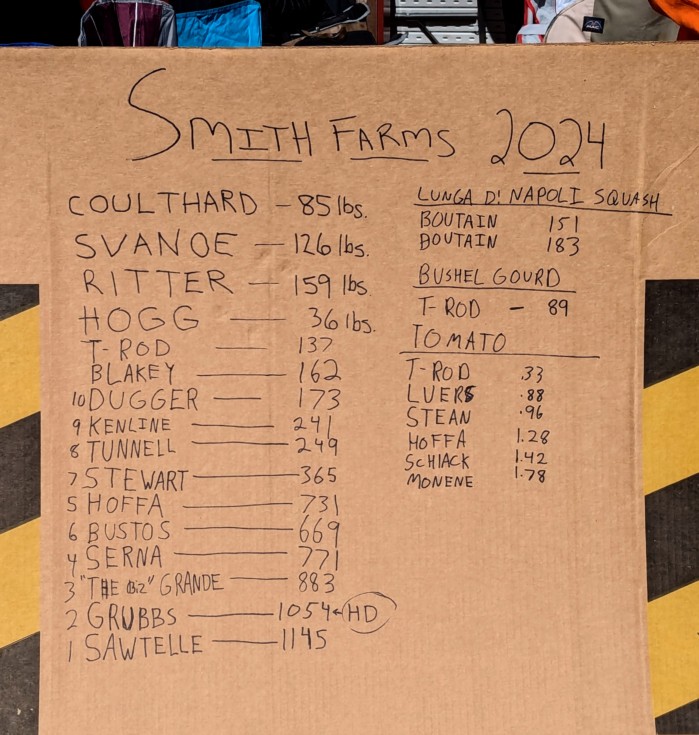 SMITH FARMS 2024
COULTHARD - 85 lbs.
SVANOE - 126 lbs.
RITTER - 159 lbs.
HOGG - 36 lbs.
T-ROD - 137
BLAKEY - 162
10 DUGGER - 173
9 KENLINE - 241
8 TUNNELL - 249
7 STEWART - 365
5 HOFFA - 731
6 BUSTOS - 669
4 SERNA - 771
3 "THE BIZ" GRANDE - 883
2 GRUBBS - 1054 ← HD
1 SAWTELLE - 1145
LUNGA D! NAPOLI SQUASH
BOUTAIN 151
BOUTAIN 183
BUSHEL GOURD
T-ROD - 89
TOMATO
T-ROD .33
LUERS .88
STEAN .96
HOFFA 1.28
SCHIACK 1.42
MONENE 1.78